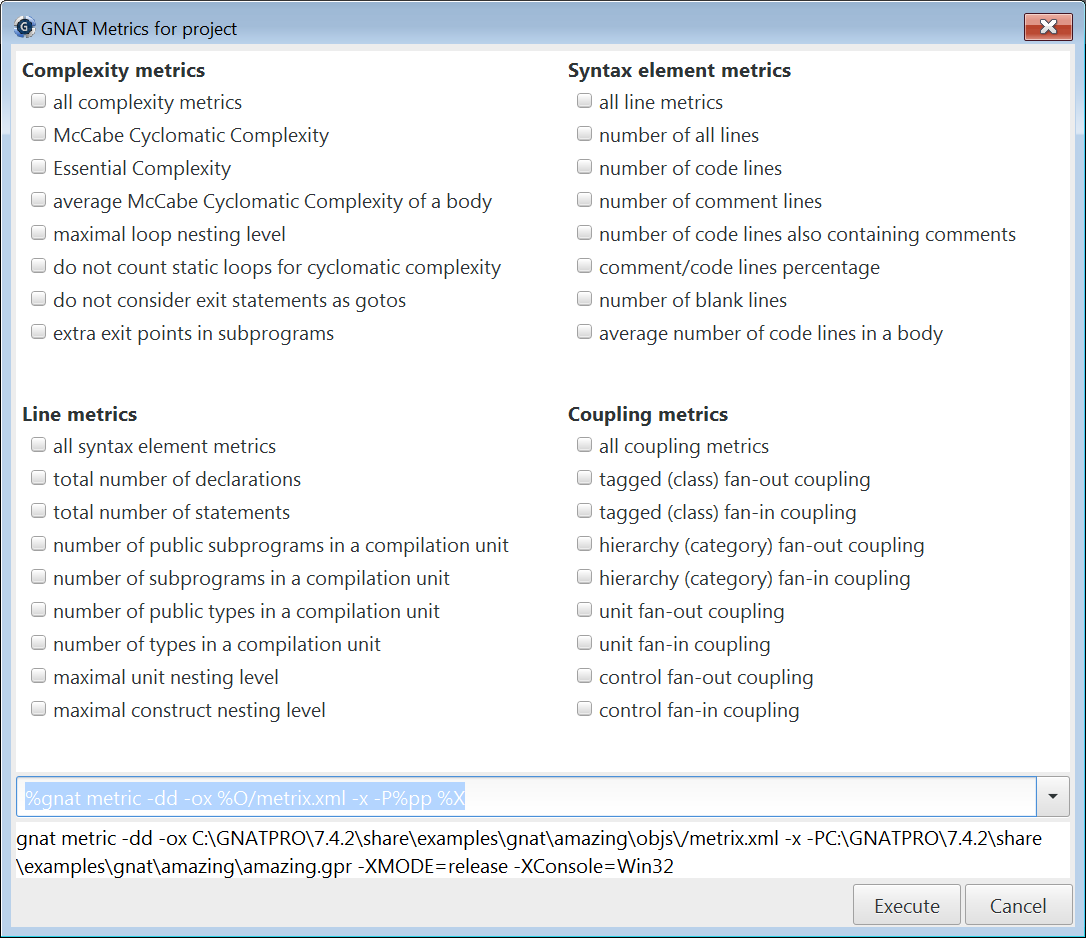 GNAT Metrics for project
Complexity metrics
all complexity metrics
McCabe Cyclomatic Complexity
Essential Complexity
average McCabe Cyclomatic Complexity of a body
maximal loop nesting level
do not count static loops for cyclomatic complexity
do not consider exit statements as gotos
extra exit points in subprograms
Syntax element metrics
all line metrics
number of all lines
number of code lines
number of comment lines
number of code lines also containing comments
comment/code lines percentage
number of blank lines
average number of code lines in a body
Line metrics
all syntax element metrics
total number of declarations
total number of statements
number of public subprograms in a compilation unit
number of subprograms in a compilation unit
number of public types in a compilation unit
number of types in a compilation unit
maximal unit nesting level
maximal construct nesting level
Coupling metrics
all coupling metrics
tagged (class) fan-out coupling
tagged (class) fan-in coupling
hierarchy (category) fan-out coupling
hierarchy (category) fan-in coupling
unit fan-out coupling
unit fan-in coupling
control fan-out coupling
control fan-in coupling
%gnat metric -dd -ox %O/metrix.xml -x -P%pp %X
gnat metric -dd -ox C:\GNATPRO\7.4.2\share\examples\gnat\amazing\objs\/metrix.xml -x -PC:\GNATPRO\7.4.2\share
\examples\gnat\amazing\amazing.gpr -XMODE=release -XConsole=Win32
Execute
Cancel